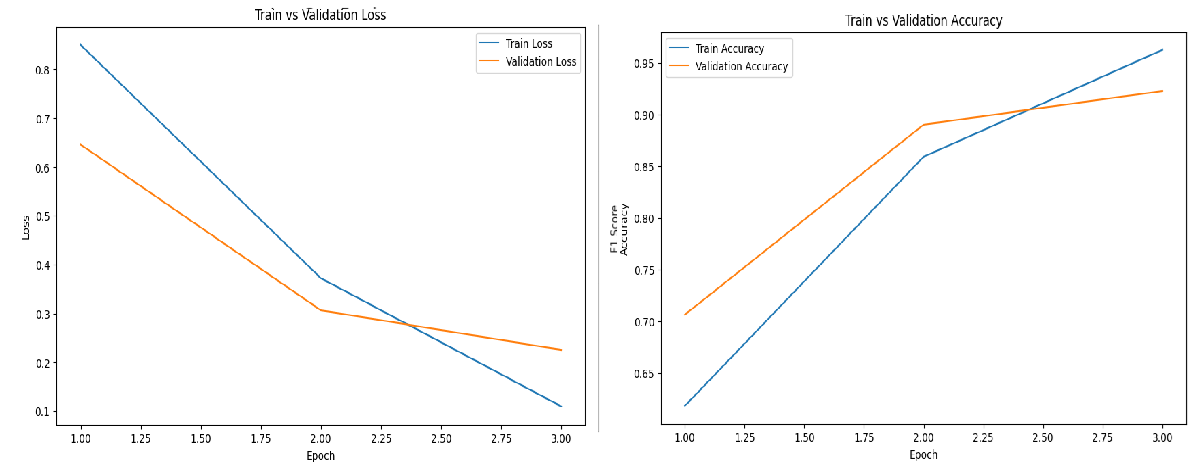 Train vs Validation Loss
Train Loss
Validation Loss
Loss
0.8
0.7
0.6
0.5
0.4
0.3
0.2
0.1
1.00 1.25 1.50 1.75 2.00 2.25 2.50 2.75 3.00
Epoch
Train vs Validation Accuracy
Train Accuracy
Validation Accuracy
F1 Score
Accuracy
0.95
0.90
0.85
0.80
0.75
0.70
0.65
1.00 1.25 1.50 1.75 2.00 2.25 2.50 2.75 3.00
Epoch